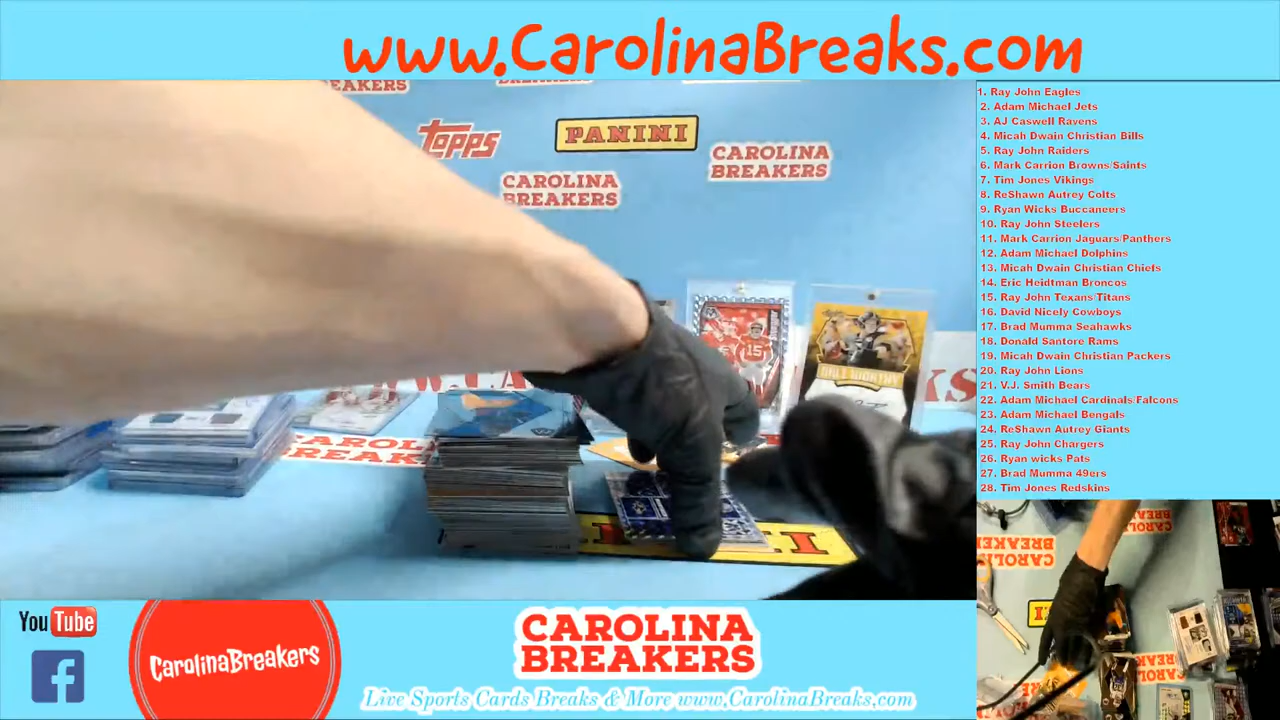 www.CarolinaBreaks.com
EAKERS
BREAKERS
TOPPS
PANINI
CAROLINA
BREAKERS
CAROLINA
BREAKERS
15
KS
CAROLI
BREAKE
1. Ray John Eagles
2. Adam Michael Jets
3. AJ Caswell Ravens
4. Micah Dwain Christian Bills
5. Ray John Raiders
6. Mark Carrion Browns/Saints
7. Tim Jones Vikings
8. ReShawn Autrey Colts
9. Ryan Wicks Buccaneers
10. Ray John Steelers
11. Mark Carrion Jaguars/Panthers
12. Adam Michael Dolphins
13. Micah Dwain Christian Chiefs
14. Eric Heidtman Broncos
15. Ray John Texans/Titans
16. David Nicely Cowboys
17. Brad Mumma Seahawks
18. Donald Santore Rams
19. Micah Dwain Christian Packers
20. Ray John Lions
21. V.J. Smith Bears
22. Adam Michael Cardinals/Falcons
23. Adam Michael Bengals
24. ReShawn Autrey Giants
25. Ray John Chargers
26. Ryan wicks Pats
27. Brad Mumma 49ers
28. Tim Jones Redskins
YouTube
CarolinaBreakers
CAROLINA
BREAKERS
Live Sports Cards Breaks & More www.CarolinaBreaks.com